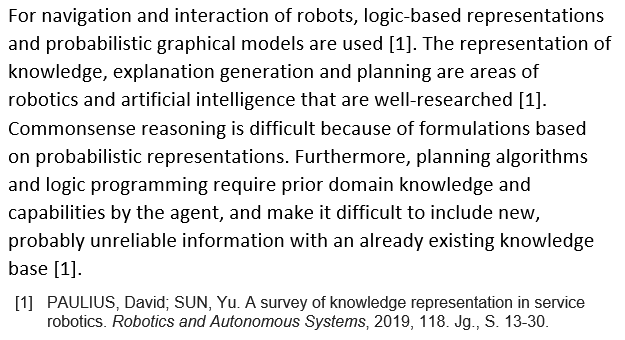 For navigation and interaction of robots, logic-based representations
and probabilistic graphical models are used [1]. The representation of
knowledge, explanation generation and planning are areas of
robotics and artificial intelligence that are well-researched [1].
Commonsense reasoning is difficult because of formulations based
on probabilistic representations. Furthermore, planning algorithms
and logic programming require prior domain knowledge and
capabilities by the agent, and make it difficult to include new,
probably unreliable information with an already existing knowledge
base [1].
[1] PAULIUS, David; SUN, Yu. A survey of knowledge representation in service
robotics. Robotics and Autonomous Systems, 2019, 118. Jg., S. 13-30.